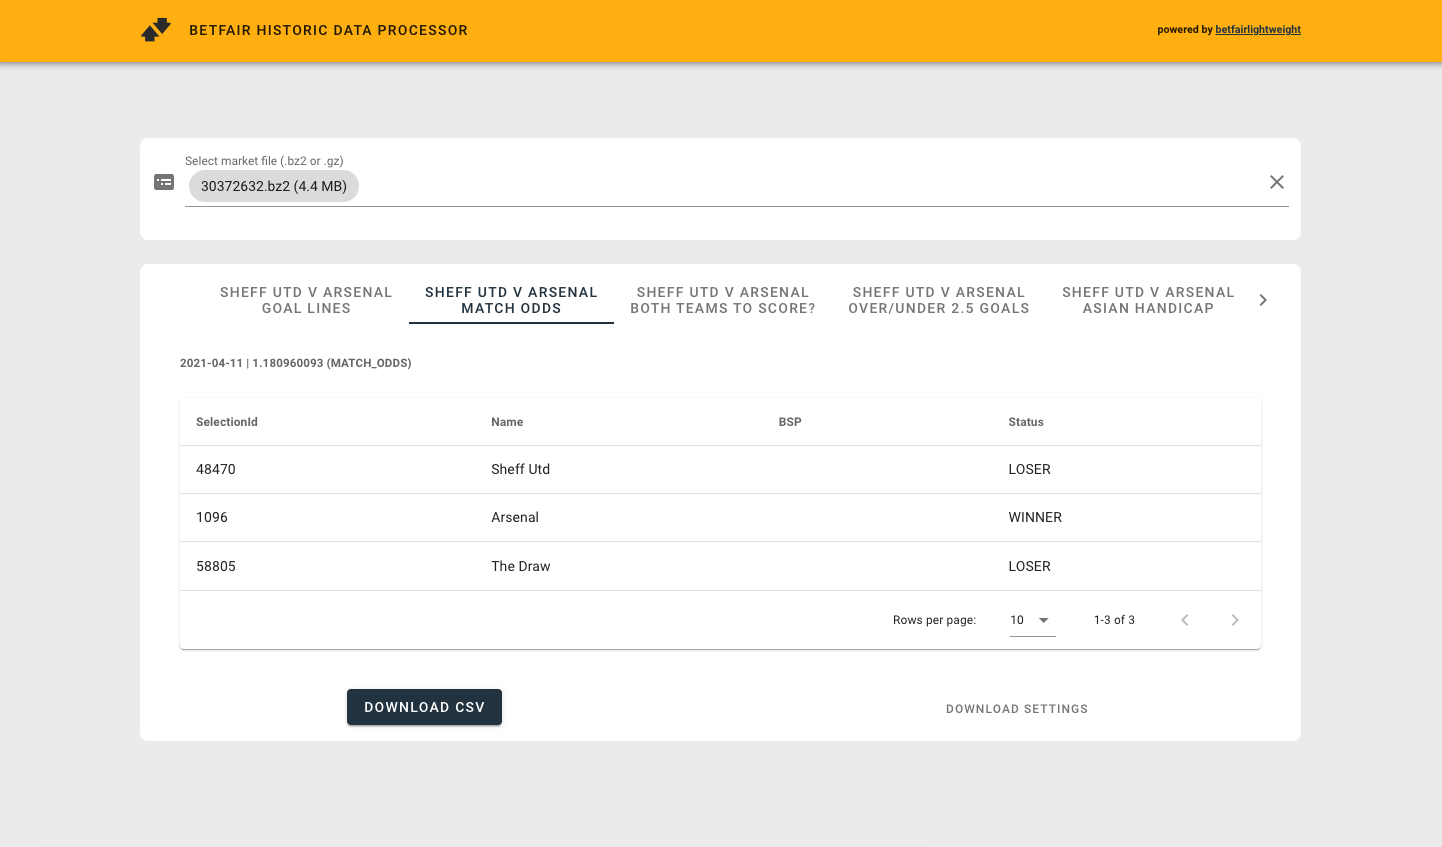 BETFAIR HISTORIC DATA PROCESSOR
powered by betfairlightweight
Select market file (.bz2 or .gz)
30372632.bz2 (4.4 MB)
SHEFF UTD V ARSENAL
GOAL LINES
SHEFF UTD V ARSENAL
MATCH ODDS
SHEFF UTD V ARSENAL
BOTH TEAMS TO SCORE?
SHEFF UTD V ARSENAL
OVER/UNDER 2.5 GOALS
SHEFF UTD V ARSENAL
ASIAN HANDICAP
2021-04-11 | 1.180960093 (MATCH_ODDS)
SelectionId Name BSP Status
48470 Sheff Utd LOSER
1096 Arsenal WINNER
58805 The Draw LOSER
Rows per page: 10 1-3 of 3
DOWNLOAD CSV
DOWNLOAD SETTINGS